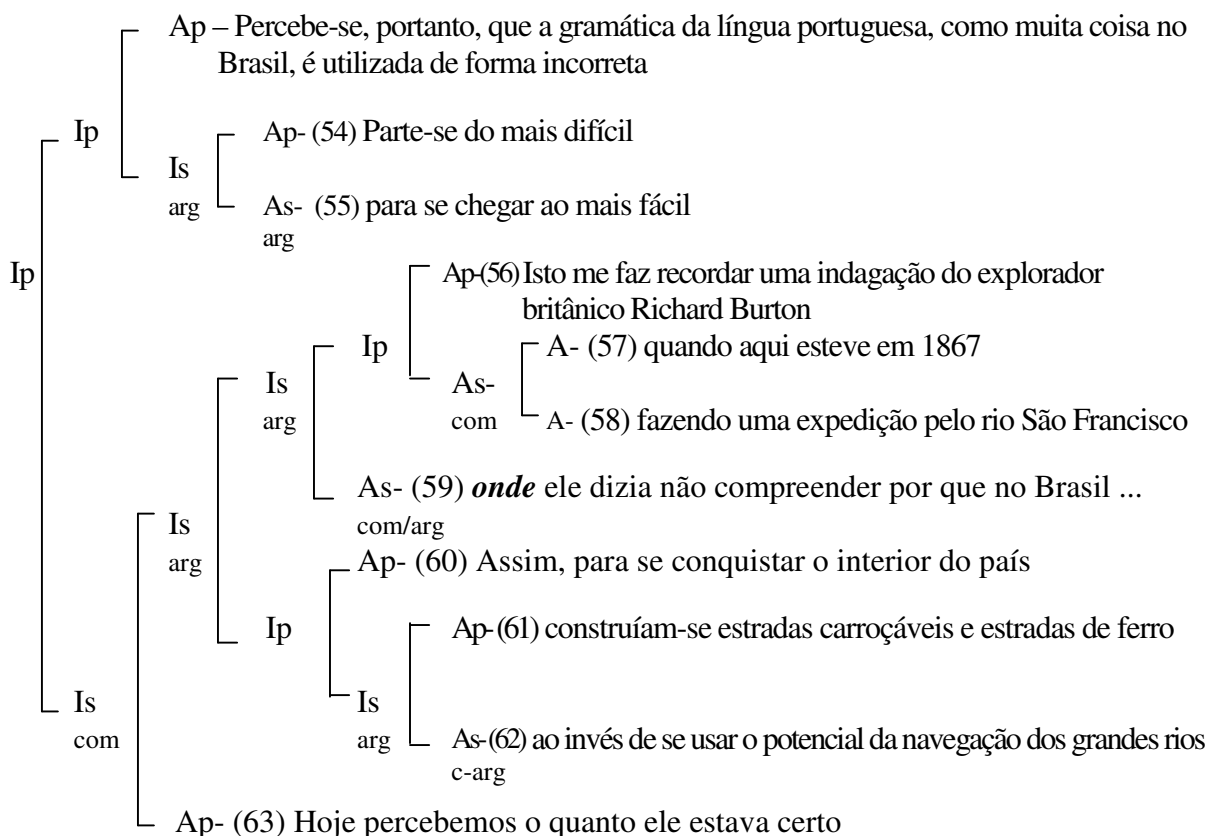 Ap – Percebe-se, portanto, que a gramática da língua portuguesa, como muita coisa no
Brasil, é utilizada de forma incorreta
Ip
Ap- (54) Parte-se do mais difícil
Is
arg
As- (55) para se chegar ao mais fácil
arg
Ip
Ap-(56) Isto me faz recordar uma indagação do explorador
britânico Richard Burton
Ip
A- (57) quando aqui esteve em 1867
Is
arg
As-
com
A- (58) fazendo uma expedição pelo rio São Francisco
As- (59) onde ele dizia não compreender por que no Brasil ...
com/arg
Is
arg
Ap- (60) Assim, para se conquistar o interior do país
Ip
Ap-(61) construíam-se estradas carroçáveis e estradas de ferro
Is
com
Is
arg
As-(62) ao invés de se usar o potencial da navegação dos grandes rios
c-arg
Ap- (63) Hoje percebemos o quanto ele estava certo